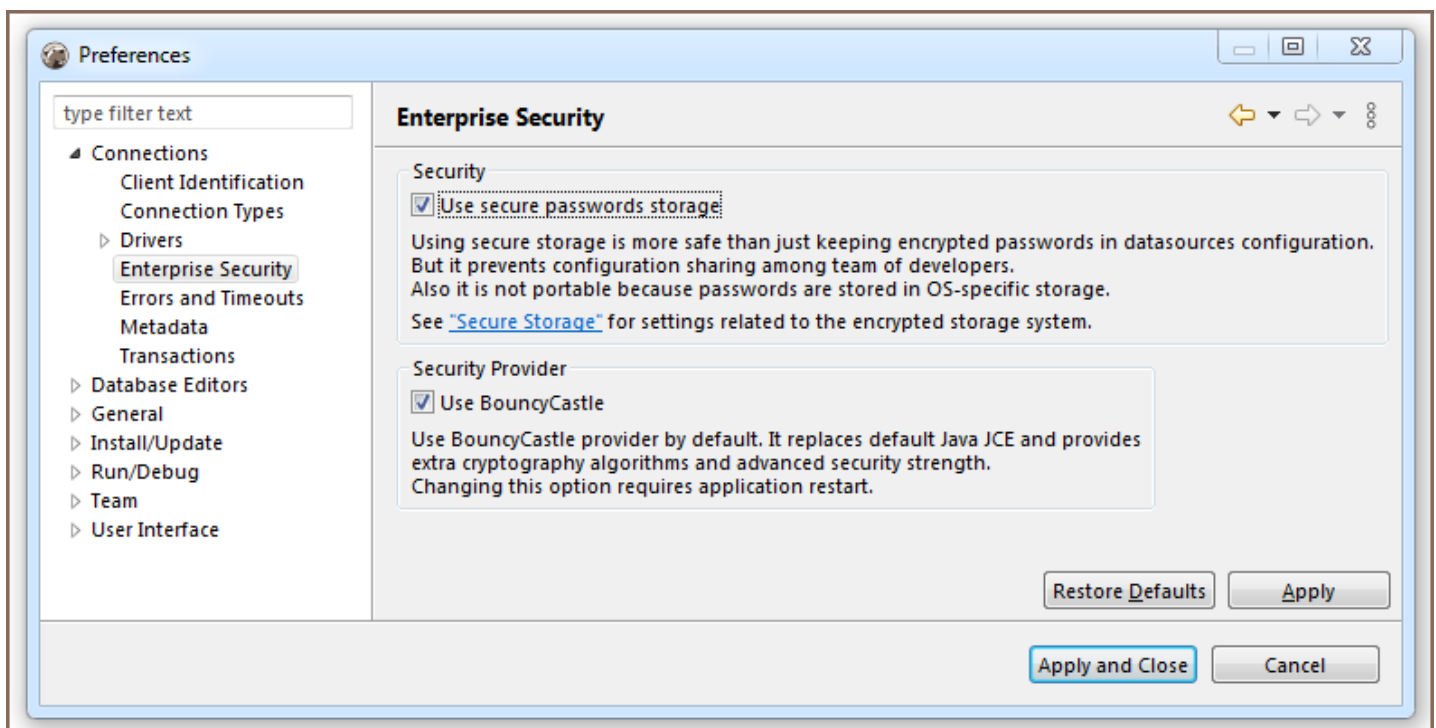 Preferences
type filter text
Connections
Client Identification
Connection Types
Drivers
Enterprise Security
Errors and Timeouts
Metadata
Transactions
Database Editors
General
Install/Update
Run/Debug
Team
User Interface
Enterprise Security
Security
Use secure passwords storage
Using secure storage is more safe than just keeping encrypted passwords in datasources configuration.
But it prevents configuration sharing among team of developers.
Also it is not portable because passwords are stored in OS-specific storage.
See "Secure Storage" for settings related to the encrypted storage system.
Security Provider
Use BouncyCastle
Use BouncyCastle provider by default. It replaces default Java JCE and provides
extra cryptography algorithms and advanced security strength.
Changing this option requires application restart.
Restore Defaults
Apply
Apply and Close
Cancel